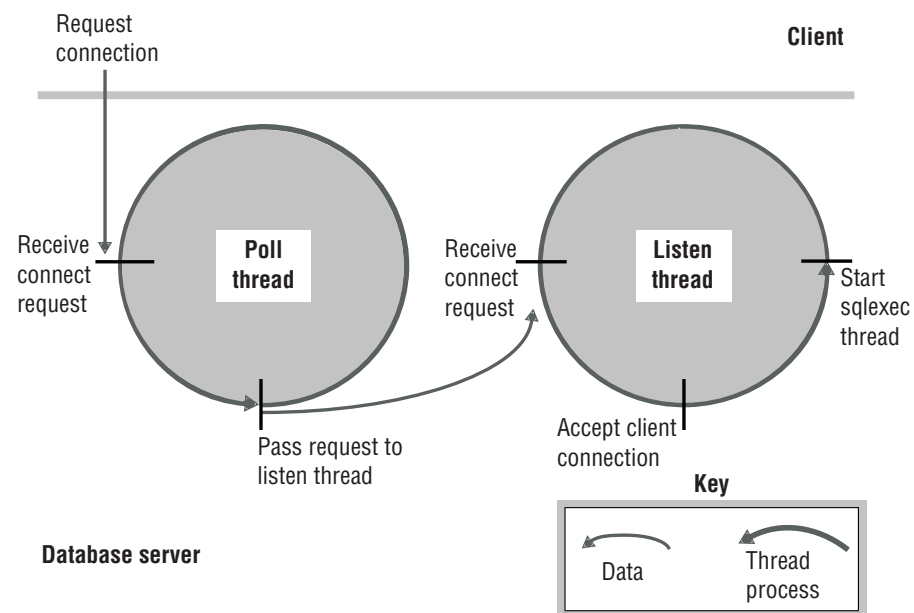 Request
connection
Client
Receive
connect
request
Poll
thread
Receive
connect
request
Listen
thread
Start
sqlexec
thread
Pass request to
listen thread
Accept client
connection
Key
Database server
Data
Thread
process